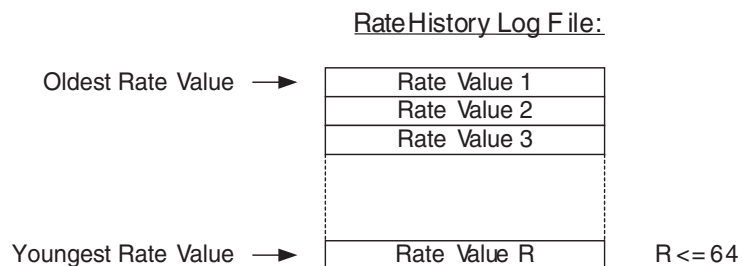 RateHistory Log File:
Oldest Rate Value
Rate Value 1
Rate Value 2
Rate Value 3
Youngest Rate Value
Rate Value R
R<=64